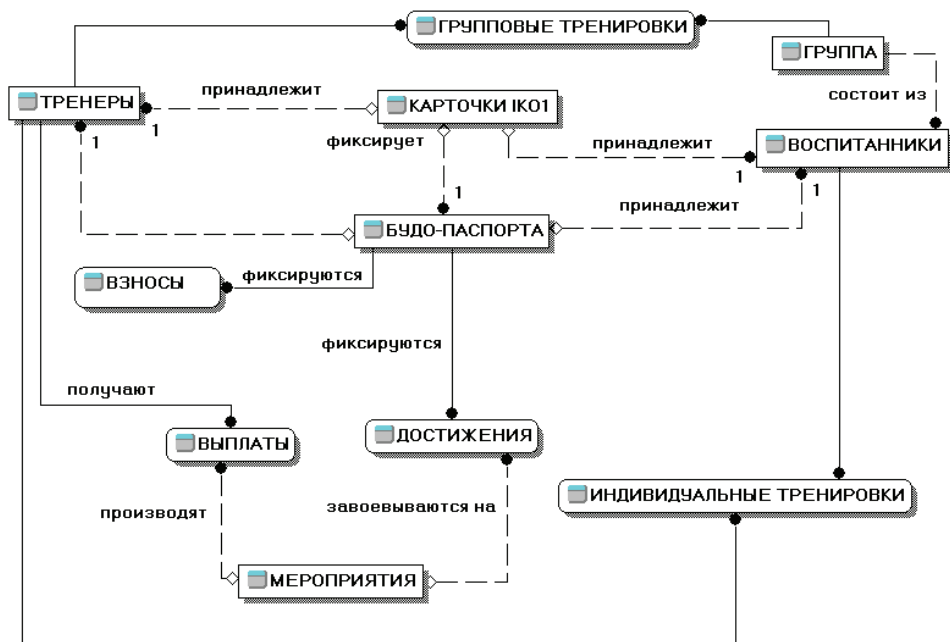 ГРУППОВЫЕ ТРЕНИРОВКИ
ГРУППА
ТРЕНЕРЫ
принадлежит
КАРТОЧКИ IKO1
состоит из
1
1
фиксирует
принадлежит
ВОСПИТАННИКИ
1
1
1
принадлежит
БУДО-ПАСПОРТА
ВЗНОСЫ
фиксируются
фиксируются
получают
ВЫПЛАТЫ
ДОСТИЖЕНИЯ
ИНДИВИДУАЛЬНЫЕ ТРЕНИРОВКИ
производят
завоевываются на
МЕРОПРИЯТИЯ